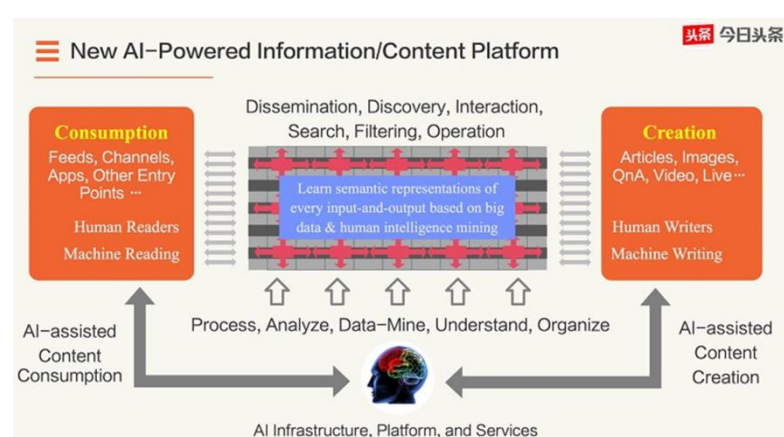 New AI-Powered Information/Content Platform
头条 今日头条
Dissemination, Discovery, Interaction,
Search, Filtering, Operation
Consumption
Feeds, Channels,
Apps, Other Entry
Points ...
Human Readers
Machine Reading
Learn semantic representations of
every input-and-output based on big
data & human intelligence mining
Creation
Articles, Images,
QnA, Video, Live...
Human Writers
Machine Writing
Process, Analyze, Data-Mine, Understand, Organize
AI-assisted
Content
Consumption
AI-assisted
Content
Creation
AI Infrastructure, Platform, and Services